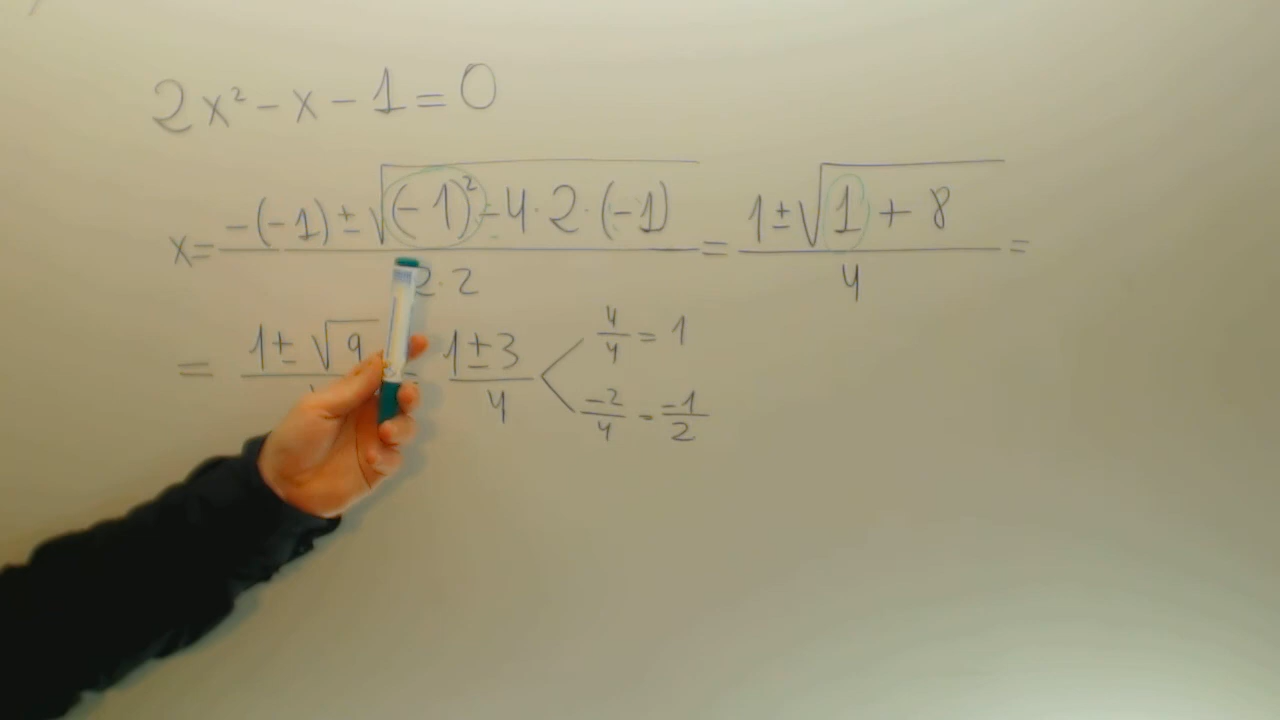 2x² - x - 1 = 0
x = (-(-1) ± √((-1)² - 4·2·(-1))) / (2·2) = (1 ± √(1 + 8)) / 4 =
= (1 ± √9) / = (1 ± 3) / 4 < 4/4 = 1
-2/4 = -1/2